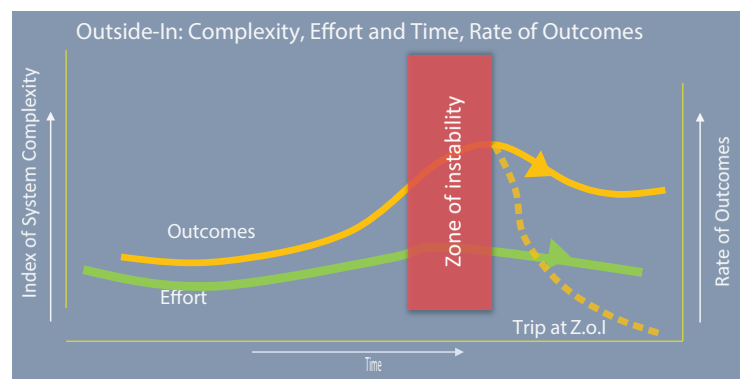 Outside-In: Complexity, Effort and Time, Rate of Outcomes
Index of System Complexity
Outcomes
Effort
Zone of instability
Trip at Z.o.I
Rate of Outcomes
Time